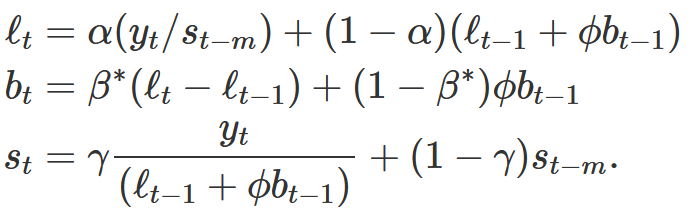 ℓ_t = α(y_t/s_{t−m}) + (1 − α)(ℓ_{t−1} + ϕb_{t−1})
b_t = β*(ℓ_t − ℓ_{t−1}) + (1 − β*)ϕb_{t−1}
s_t = γ \frac{y_t}{(ℓ_{t−1} + ϕb_{t−1})} + (1 − γ)s_{t−m}.